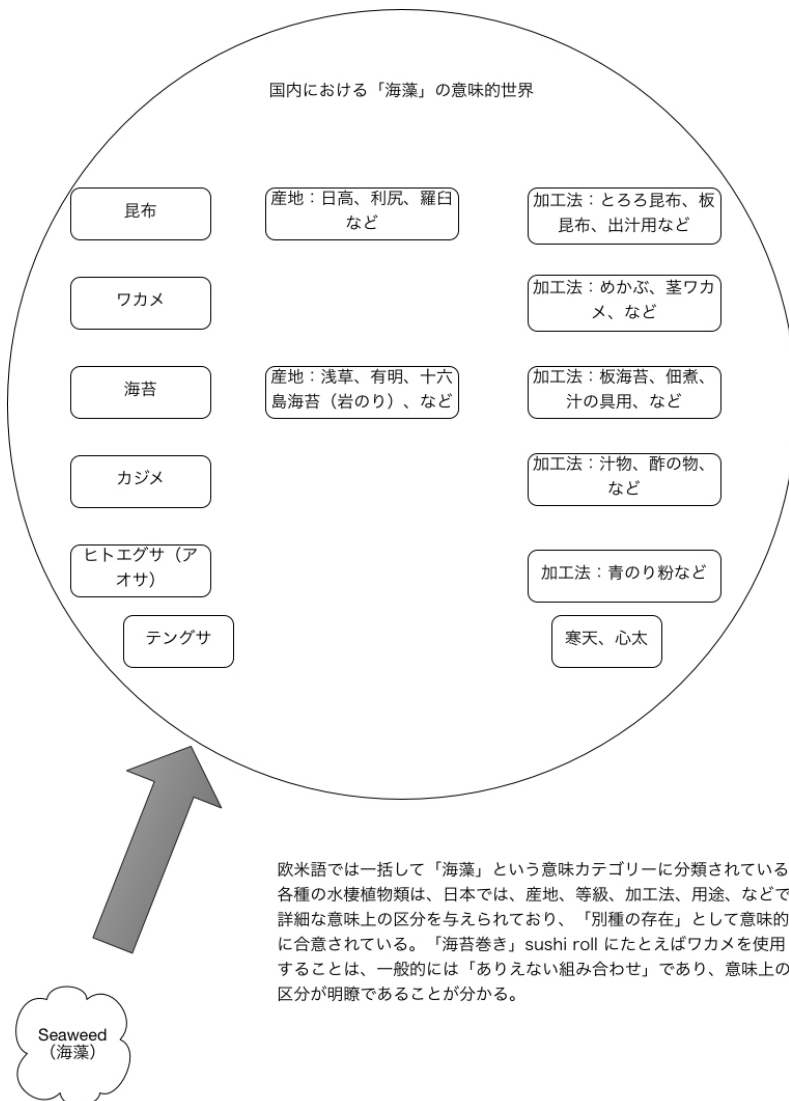 国内における「海藻」の意味的世界
昆布
産地：日高、利尻、羅臼
など
加工法：とろろ昆布、板
昆布、出汁用など
ワカメ
加工法：めかぶ、茎ワカ
メ、など
海苔
産地：浅草、有明、十六
島海苔（岩のり）、など
加工法：板海苔、佃煮、
汁の具用、など
カジメ
加工法：汁物、酢の物、
など
ヒトエグサ（ア
オサ）
加工法：青のり粉など
テングサ
寒天、心太
欧米語では一括して「海藻」という意味カテゴリーに分類されている
各種の水棲植物類は、日本では、産地、等級、加工法、用途、などで
詳細な意味上の区分を与えられており、「別種の存在」として意味的
に合意されている。「海苔巻き」sushi roll にたとえばワカメを使用
することは、一般的には「ありえない組み合わせ」であり、意味上の
区分が明瞭であることが分かる。
Seaweed
（海藻）